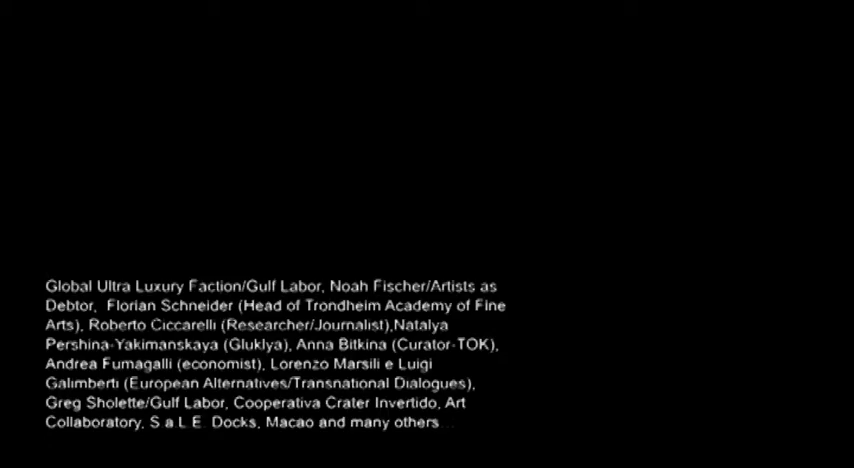 Global Ultra Luxury Faction/Gulf Labor, Noah Fischer/Artists as
Debtor,  Florian Schneider (Head of Trondheim Academy of Fine
Arts), Roberto Ciccarelli (Researcher/Journalist),Natalya
Pershina-Yakimanskaya (Gluklya), Anna Bitkina (Curator-TOK),
Andrea Fumagalli (economist), Lorenzo Marsili e Luigi
Galimberti (European Alternatives/Transnational Dialogues),
Greg Sholette/Gulf Labor, Cooperativa Crater Invertido, Art
Collaboratory, S a L E  Docks, Macao and many others...